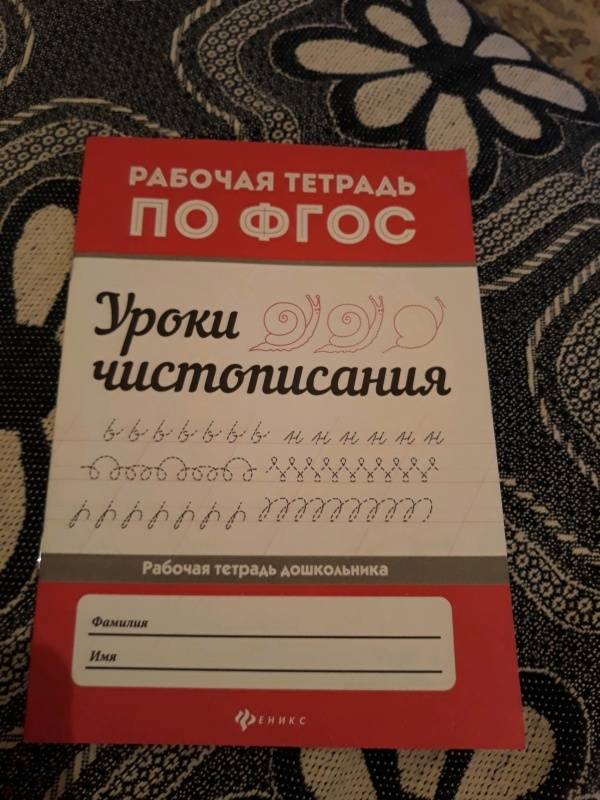 РАБОЧАЯ ТЕТРАДЬ
ПО ФГОС
Уроки
чистописания
Рабочая тетрадь дошкольника
Фамилия
Имя
ФЕНИКС